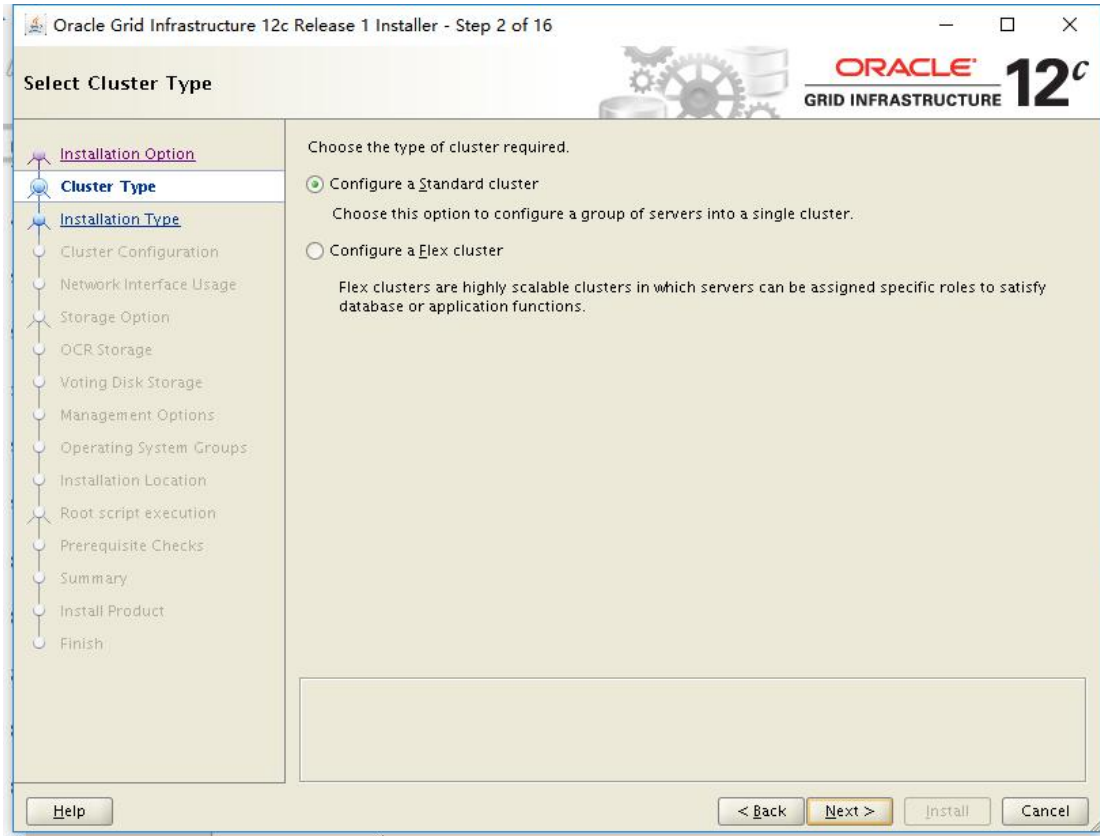 Oracle Grid Infrastructure 12c Release 1 Installer - Step 2 of 16
Select Cluster Type
ORACLE
GRID INFRASTRUCTURE
12c
Installation Option
Cluster Type
Installation Type
Cluster Configuration
Network Interface Usage
Storage Option
OCR Storage
Voting Disk Storage
Management Options
Operating System Groups
Installation Location
Root script execution
Prerequisite Checks
Summary
Install Product
Finish
Choose the type of cluster required.
Configure a Standard cluster
Choose this option to configure a group of servers into a single cluster.
Configure a Flex cluster
Flex clusters are highly scalable clusters in which servers can be assigned specific roles to satisfy
database or application functions.
Help
< Back
Next >
Install
Cancel